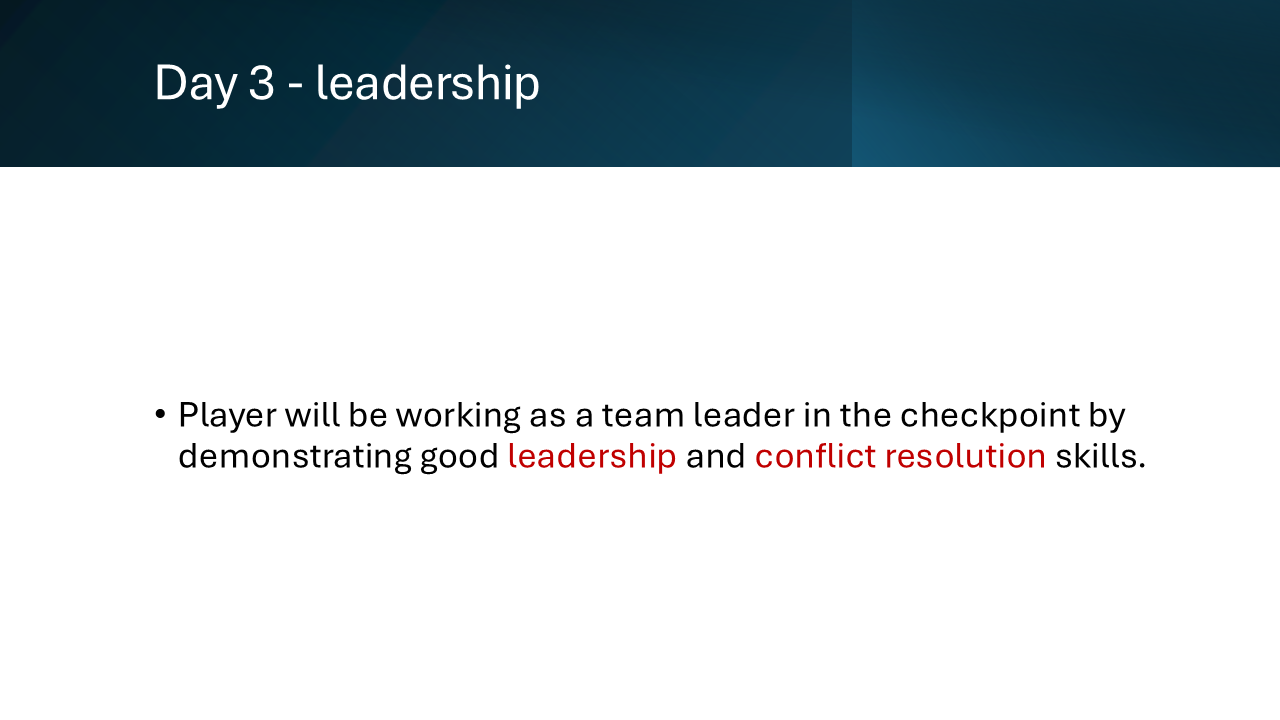 Day 3 - leadership
• Player will be working as a team leader in the checkpoint by
demonstrating good leadership and conflict resolution skills.